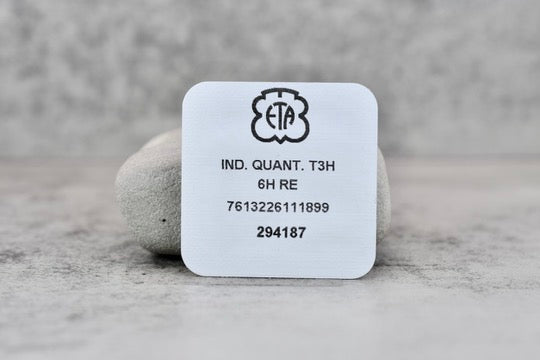 ETA
IND. QUANT. T3H
6H RE
7613226111899
294187